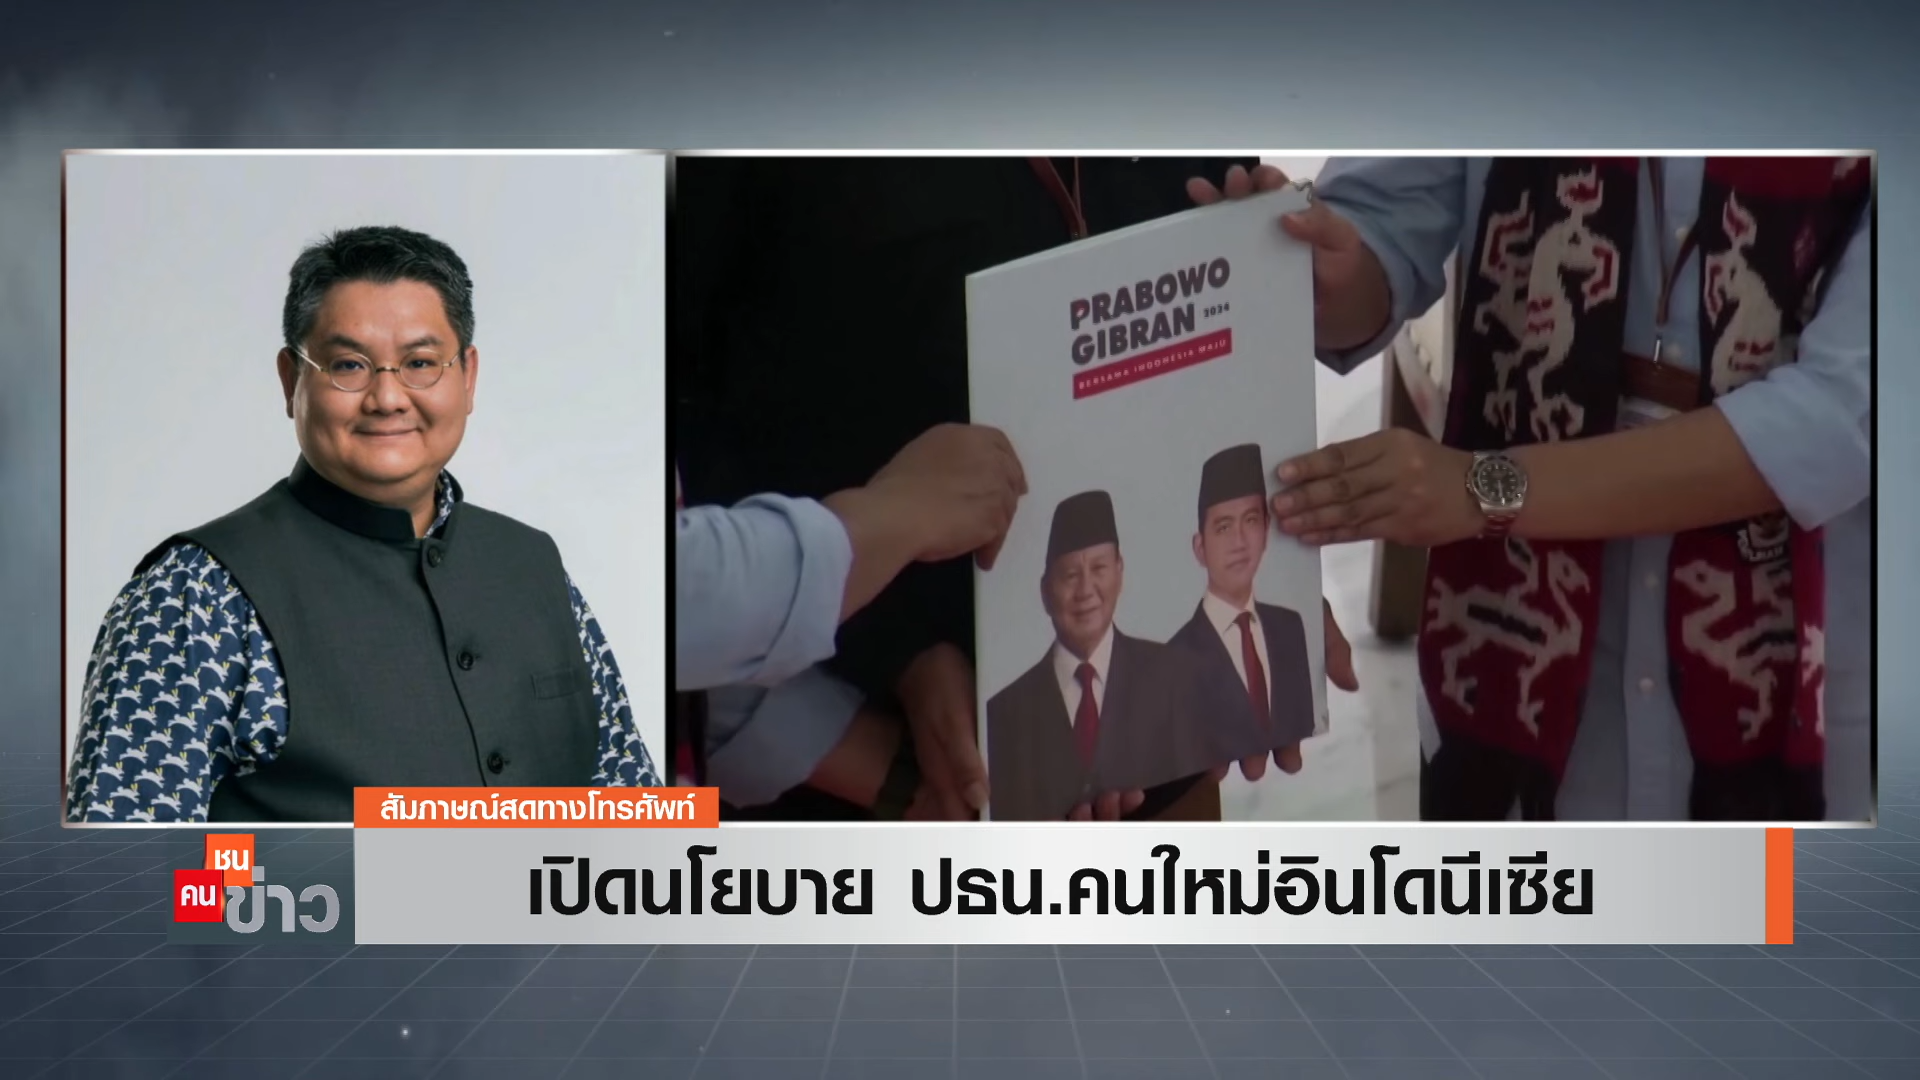 PRABOWO
GIBRAN 2024
BERSAMA INDONESIA MAJU
สัมภาษณ์สดทางโทรศัพท์
ชน
คน
ข่าว
เปิดนโยบาย ปธน.คนใหม่อินโดนีเซีย